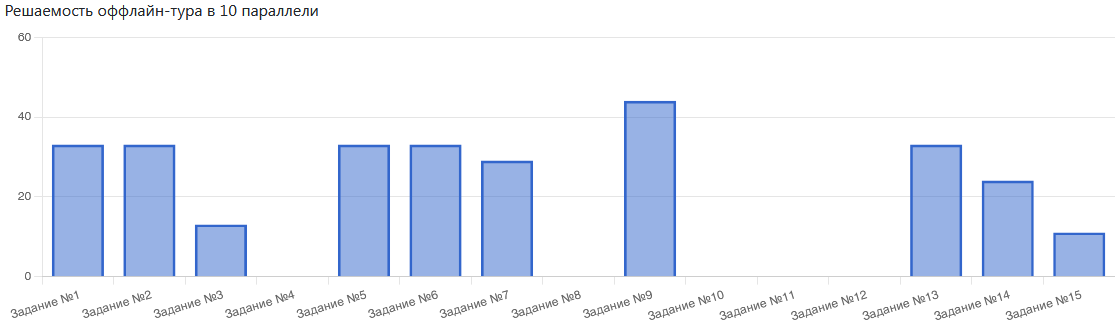 Решаемость оффлайн-тура в 10 параллели
60
40
20
0
Задание №1
Задание №2
Задание №3
Задание №4
Задание №5
Задание №6
Задание №7
Задание №8
Задание №9
Задание №10
Задание №11
Задание №12
Задание №13
Задание №14
Задание №15